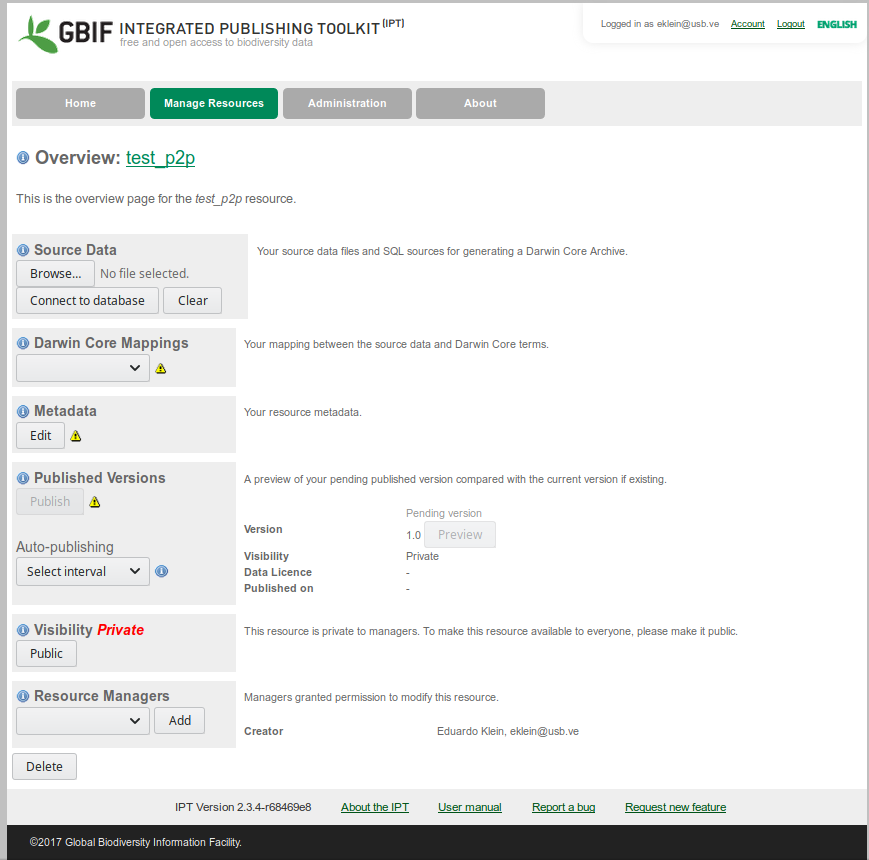 GBIF INTEGRATED PUBLISHING TOOLKIT (IPT)
free and open access to biodiversity data
Logged in as eklein@usb.ve Account Logout ENGLISH
Home Manage Resources Administration About
Overview: test_p2p
This is the overview page for the test_p2p resource.
Source Data
Your source data files and SQL sources for generating a Darwin Core Archive.
Browse... No file selected.
Connect to database Clear
Darwin Core Mappings
Your mapping between the source data and Darwin Core terms.
Metadata
Your resource metadata.
Edit
Published Versions
A preview of your pending published version compared with the current version if existing.
Publish
Auto-publishing
Select interval
Pending version
Version 1.0 Preview
Visibility Private
Data Licence -
Published on -
Visibility Private
This resource is private to managers. To make this resource available to everyone, please make it public.
Public
Resource Managers
Managers granted permission to modify this resource.
Add
Creator Eduardo Klein, eklein@usb.ve
Delete
IPT Version 2.3.4-r68469e8 About the IPT User manual Report a bug Request new feature
©2017 Global Biodiversity Information Facility.